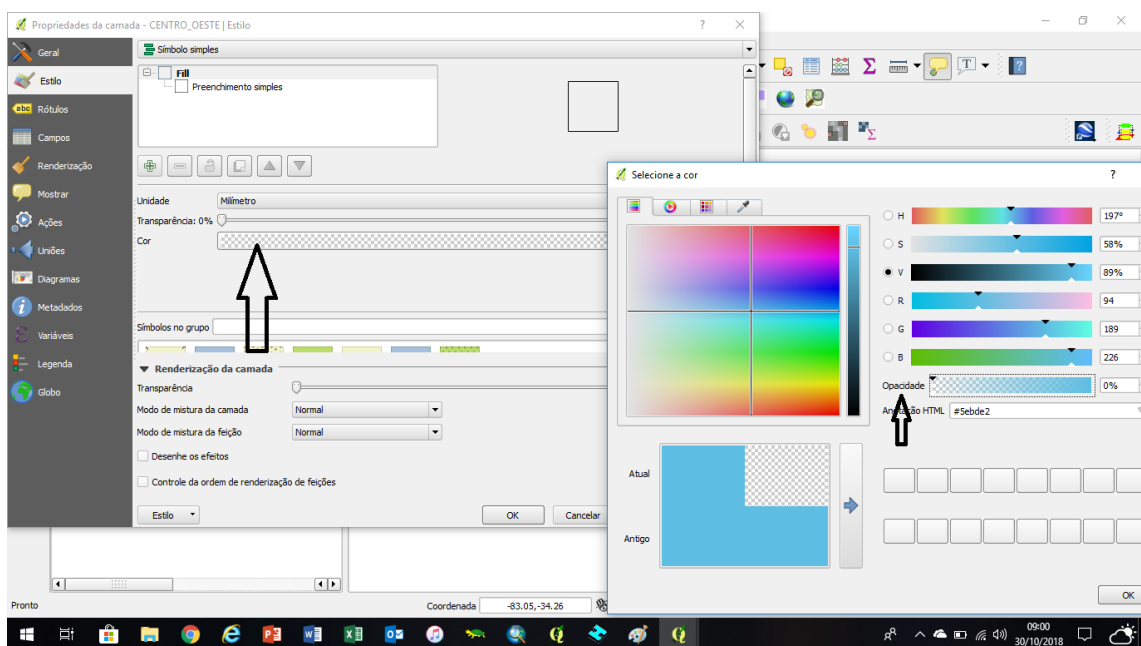 Propriedades da camada - CENTRO_OESTE | Estilo
?
Geral
Estilo
abc Rótulos
Campos
Renderização
Mostrar
Ações
Uniões
Diagramas
Metadados
Variáveis
Legenda
Globo
Símbolo simples
Fill
Preenchimento simples
Unidade Milímetro
Transparência: 0%
Cor
Símbolos no grupo
Renderização da camada
Transparência
Modo de mistura da camada Normal
Modo de mistura da feição Normal
Desenhe os efeitos
Controle da ordem de renderização de feições
Estilo OK Cancelar
Selecione a cor ?
H 197°
S 58%
V 89%
R 94
G 189
B 226
Opacidade 0%
Anotação HTML #5ebde2
Atual
Antigo
OK
Pronto
Coordenada -83.05,-34.26
09:00
30/10/2018